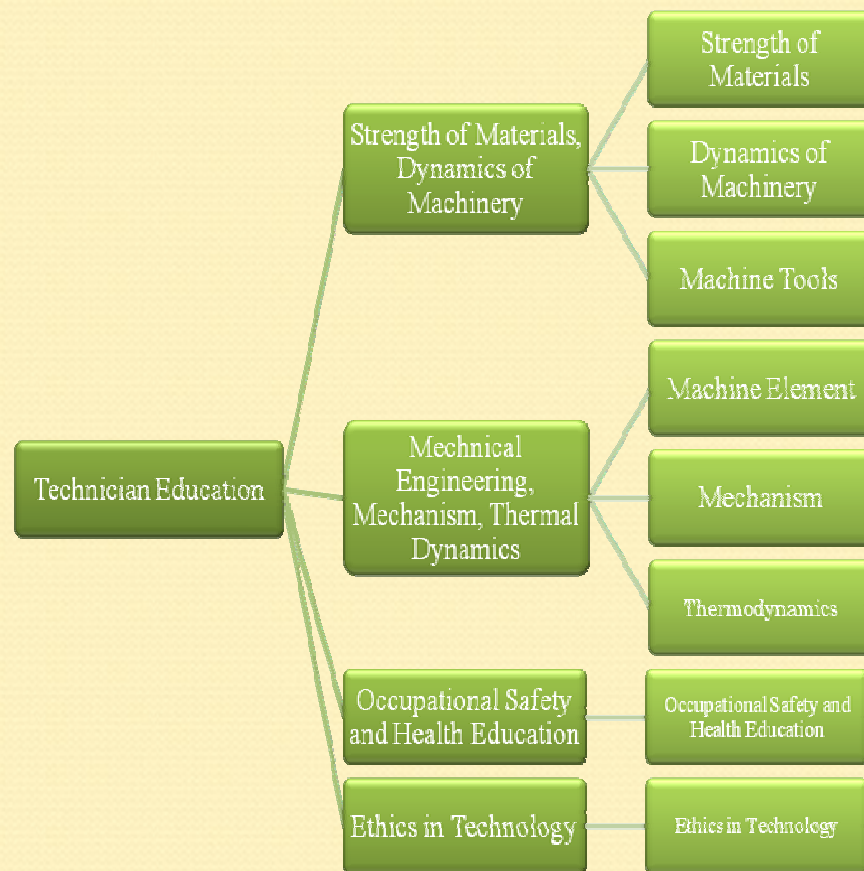 Technician Education
Strength of Materials,
Dynamics of
Machinery
Strength of
Materials
Dynamics of
Machinery
Machine Tools
Mechnical
Engineering,
Mechanism, Thermal
Dynamics
Machine Element
Mechanism
Thermodynamics
Occupational Safety
and Health Education
Occupational Safety and
Health Education
Ethics in Technology
Ethics in Technology